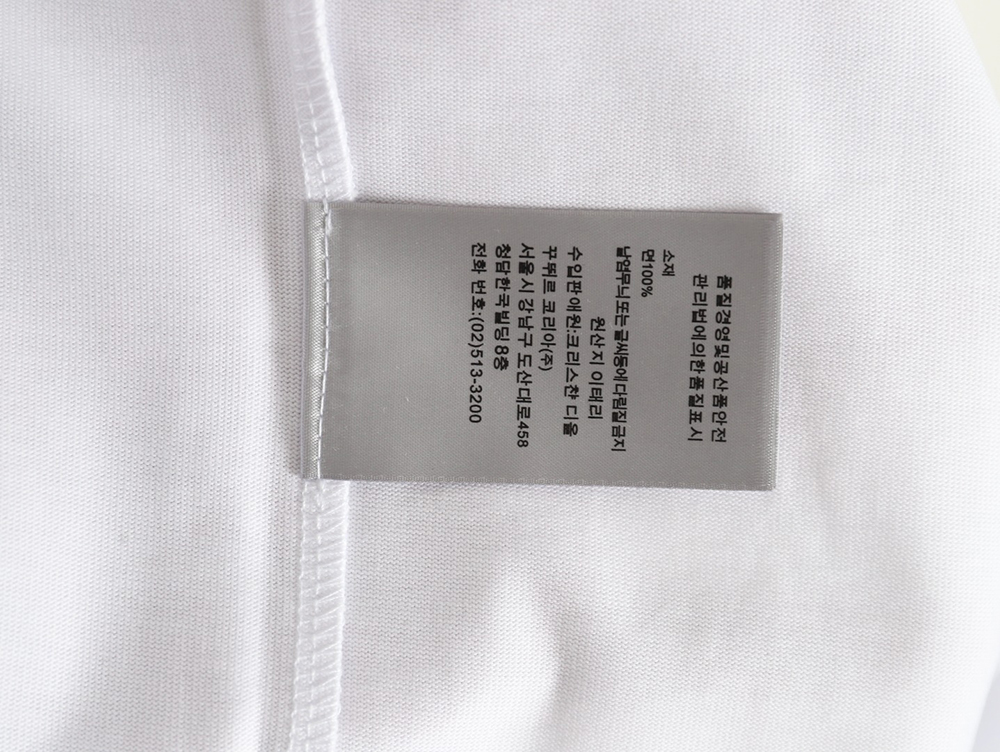 품질경영및공산품안전
관리법에의한품질표시
소재
면100%
날염무늬또는글씨등에다림질금지
원산지 이태리
수입판애원:크리스챤 디올
꾸뛰르 코리아(주)
서울시 강남구 도산대로458
청담한국빌딩8층
전화 번호:(02)513-3200